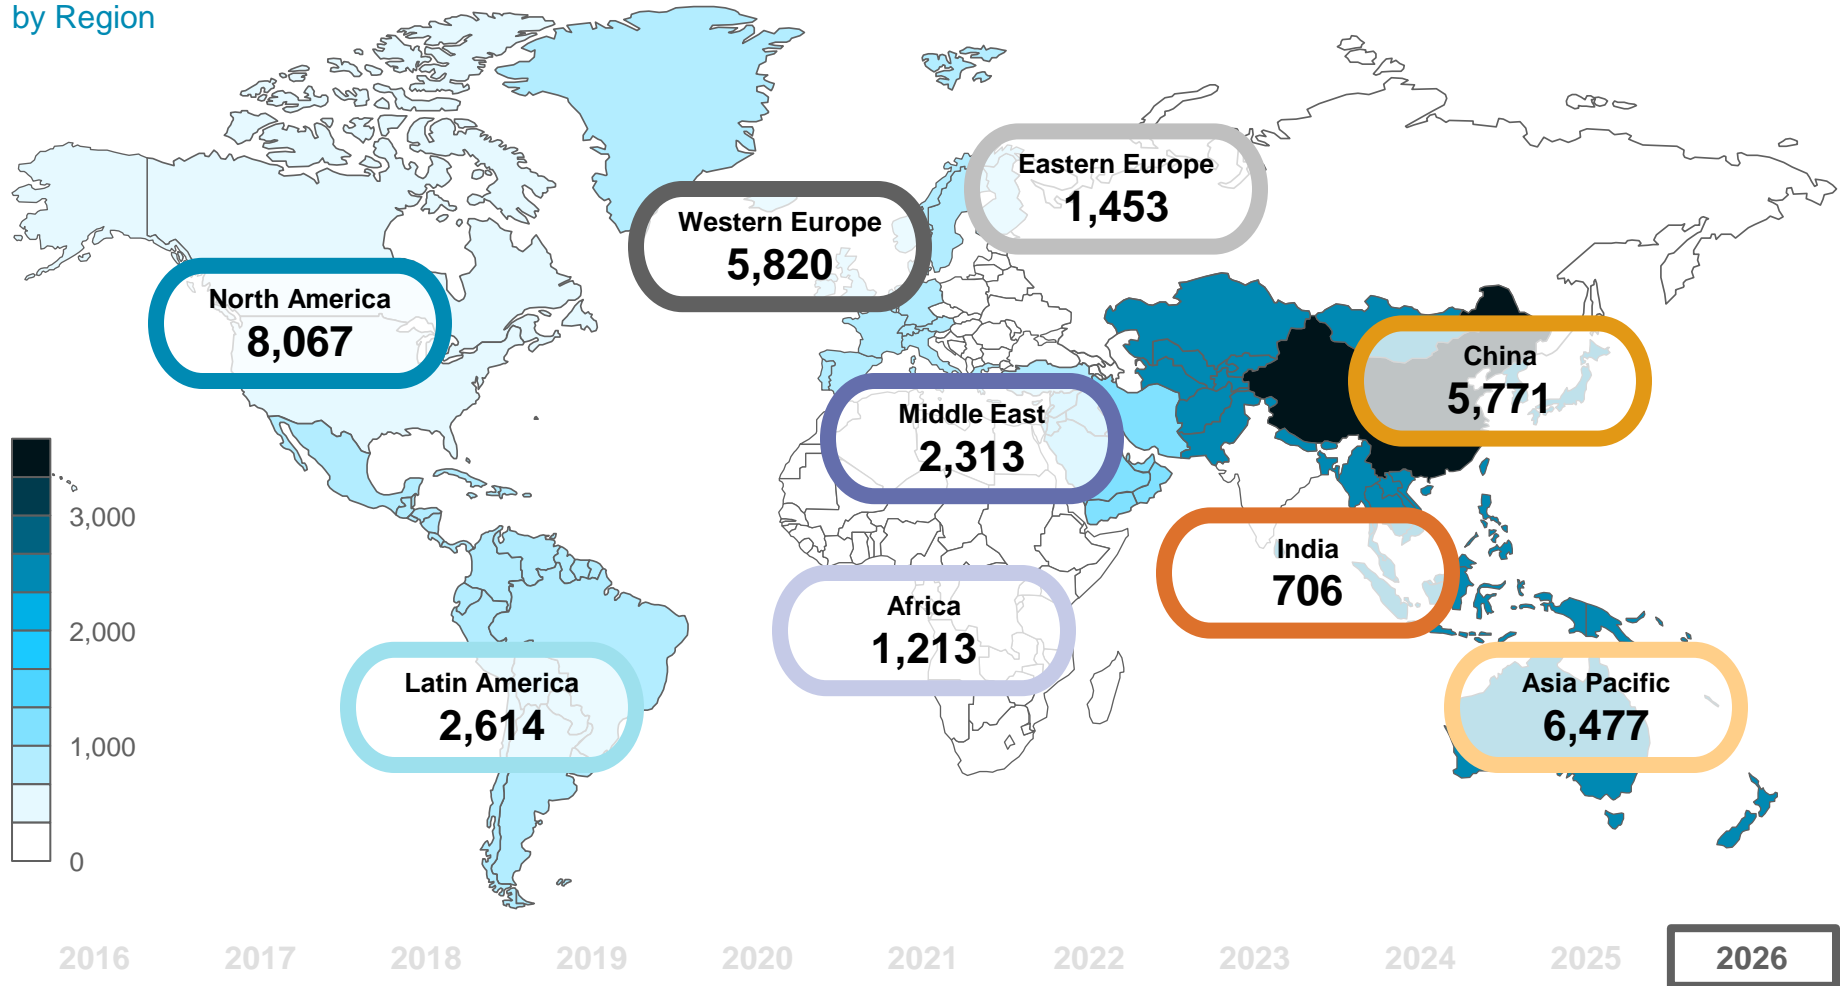 by Region
Eastern Europe
1,453
Western Europe
5,820
North America
8,067
China
5,771
Middle East
2,313
India
706
Africa
1,213
Latin America
2,614
Asia Pacific
6,477
3,000
2,000
1,000
0
2016 2017 2018 2019 2020 2021 2022 2023 2024 2025 2026